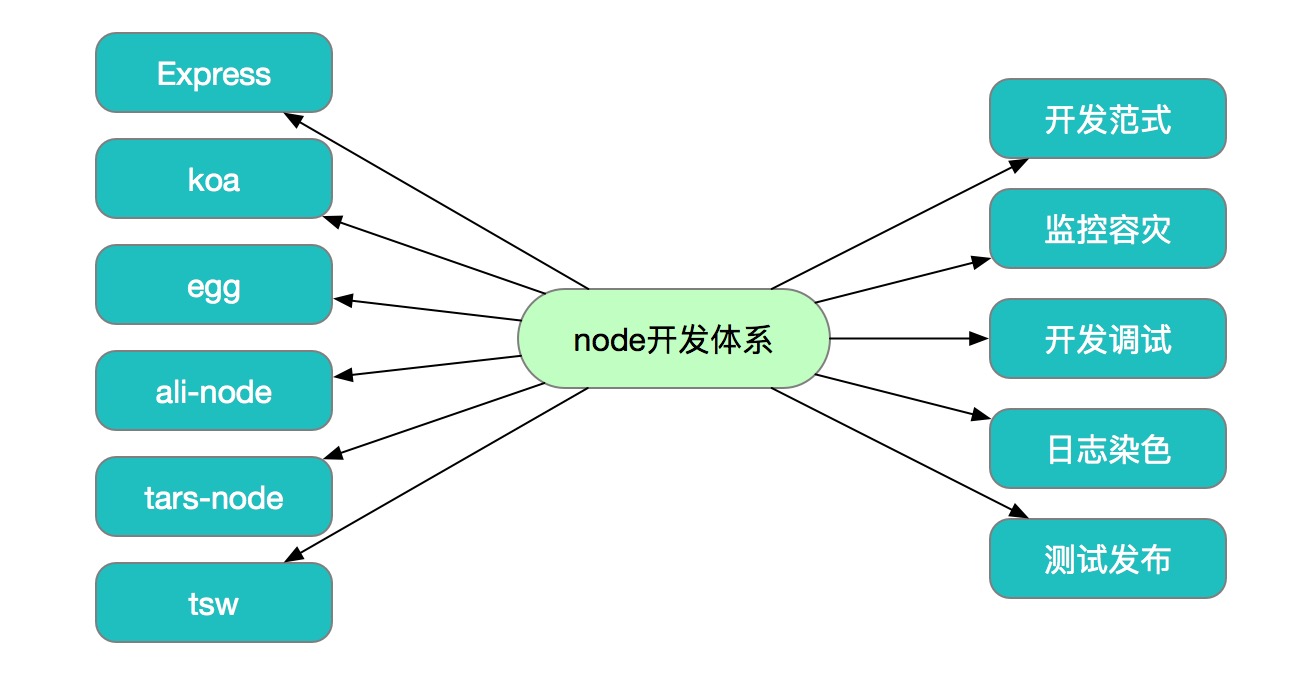 Express
koa
egg
ali-node
tars-node
tsw
node开发体系
开发范式
监控容灾
开发调试
日志染色
测试发布